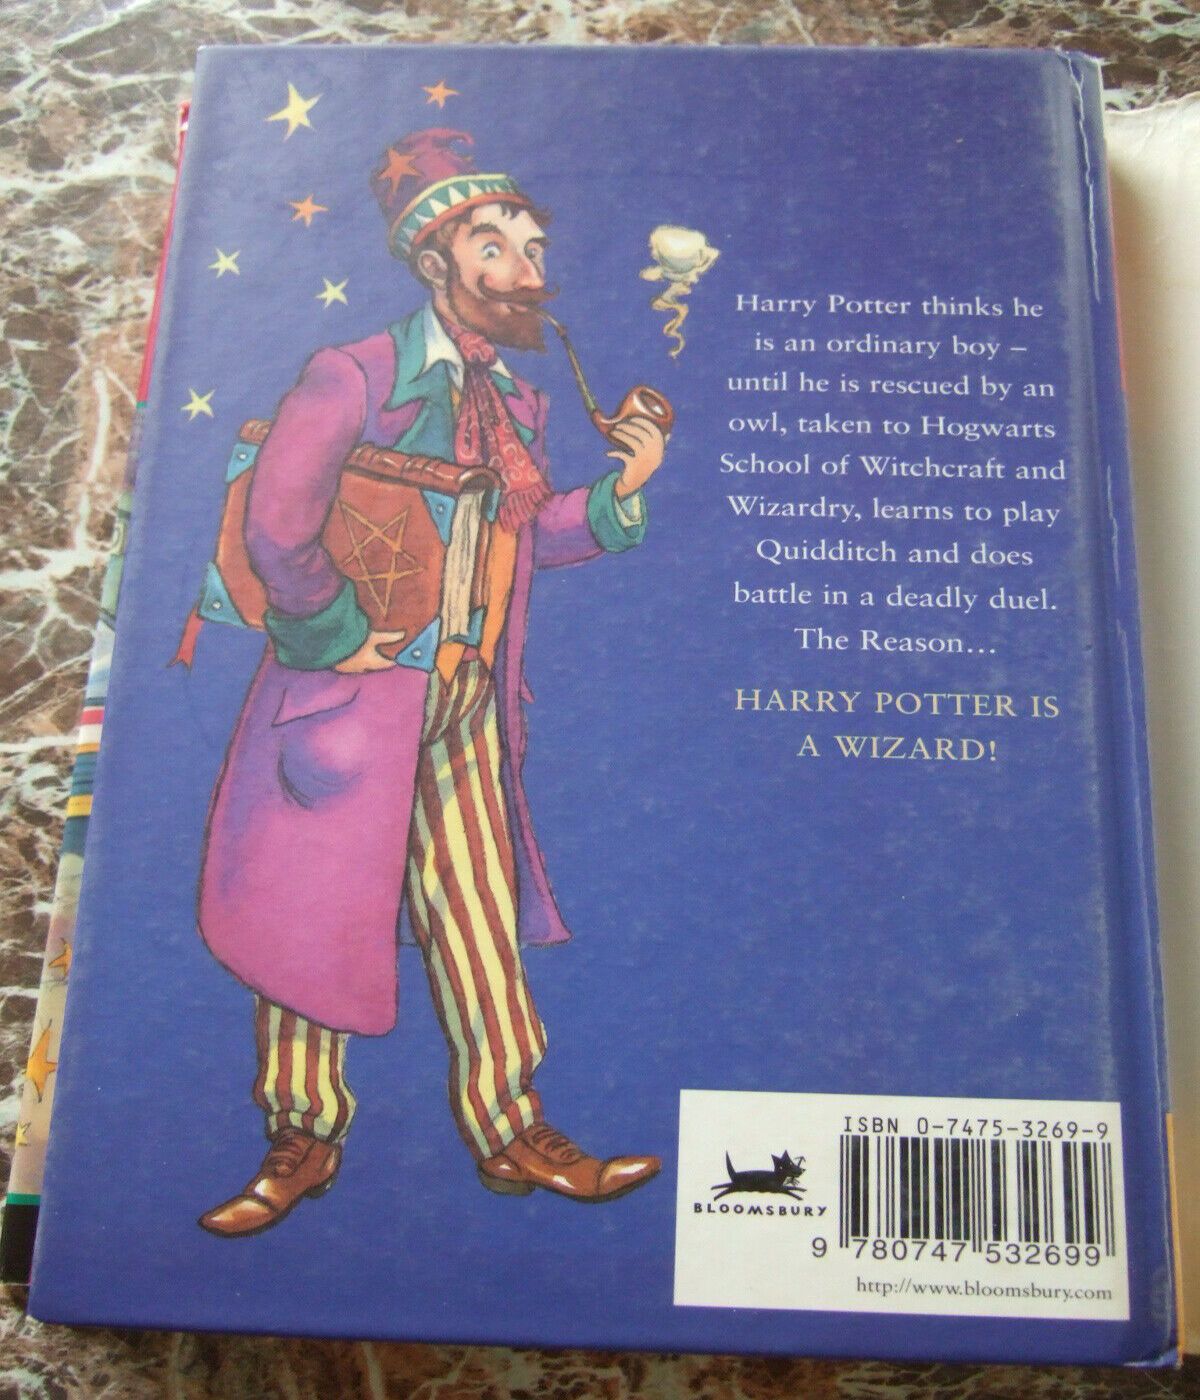 Harry Potter thinks he
is an ordinary boy –
until he is rescued by an
owl, taken to Hogwarts
School of Witchcraft and
Wizardry, learns to play
Quidditch and does
battle in a deadly duel.
The Reason...
HARRY POTTER IS
A WIZARD!
ISBN 0-7475-3269-9
BLOOMSBURY
9 780747 532699
http://www.bloomsbury.com